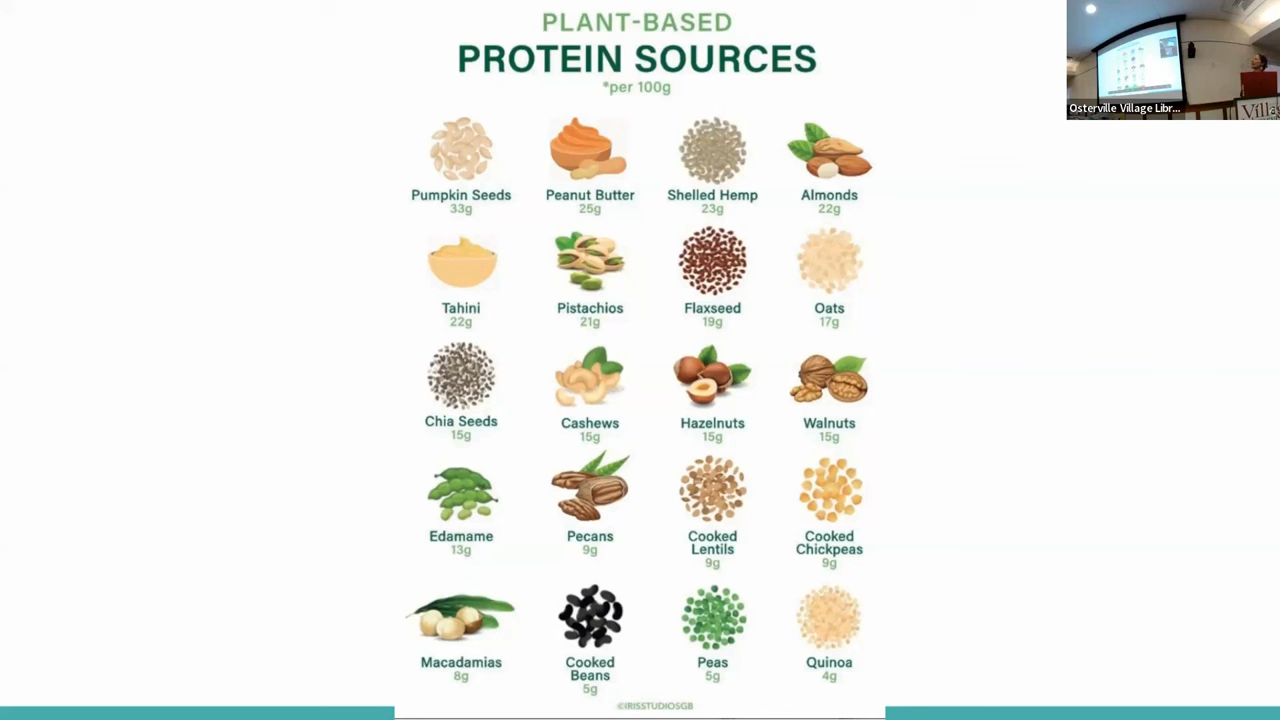 PLANT-BASED
PROTEIN SOURCES
*per 100g
Osterville Village Libr...
Pumpkin Seeds
33g
Peanut Butter
25g
Shelled Hemp
23g
Almonds
22g
Tahini
22g
Pistachios
21g
Flaxseed
19g
Oats
17g
Chia Seeds
15g
Cashews
15g
Hazelnuts
15g
Walnuts
15g
Edamame
13g
Pecans
9g
Cooked
Lentils
9g
Cooked
Chickpeas
9g
Macadamias
8g
Cooked
Beans
5g
Peas
5g
Quinoa
4g
©IRISSTUDIOSGB